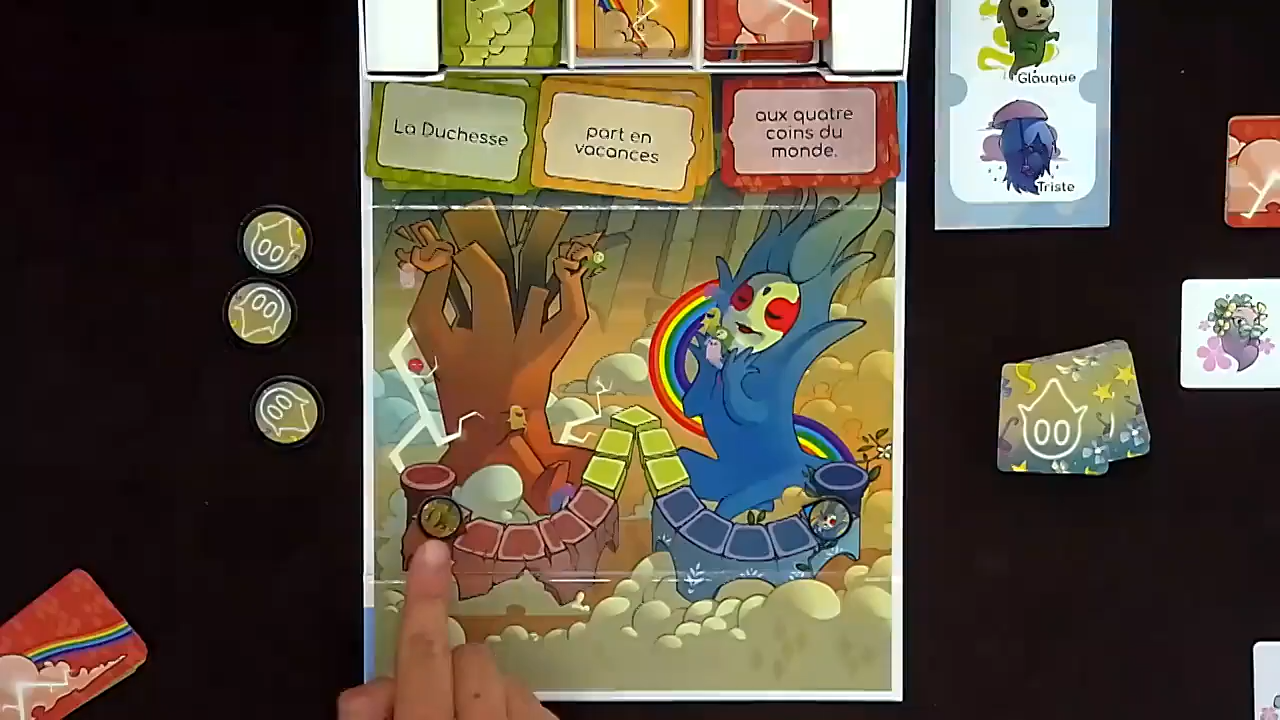 La Duchesse
part en
vacances
aux quatre
coins du
monde.
Glauque
Triste